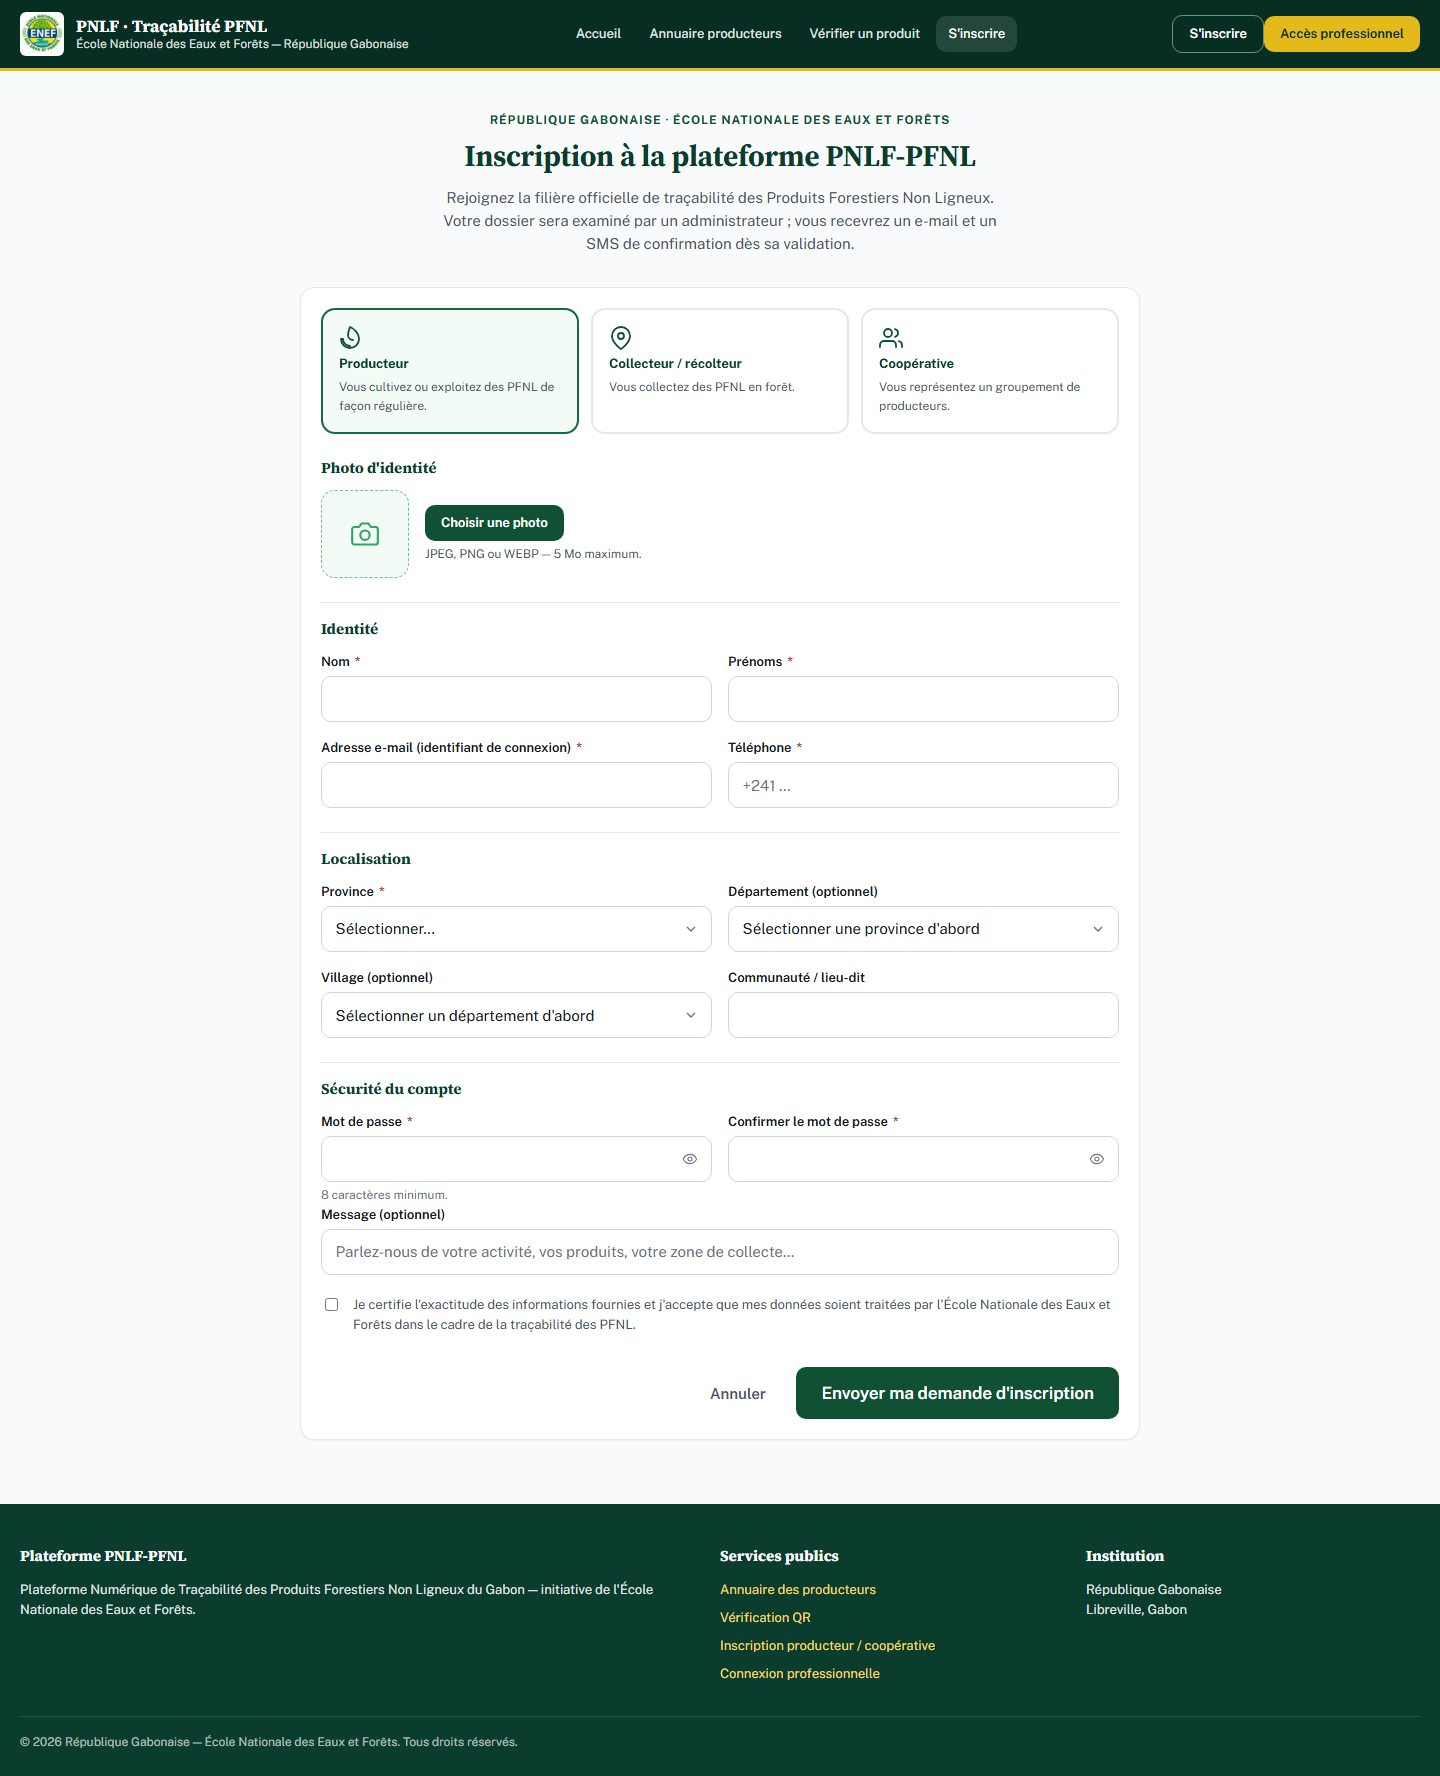 ENEF
PNLF · Traçabilité PFNL
École Nationale des Eaux et Forêts — République Gabonaise
Accueil
Annuaire producteurs
Vérifier un produit
S'inscrire
S'inscrire
Accès professionnel
RÉPUBLIQUE GABONAISE · ÉCOLE NATIONALE DES EAUX ET FORÊTS
Inscription à la plateforme PNLF-PFNL
Rejoignez la filière officielle de traçabilité des Produits Forestiers Non Ligneux.
Votre dossier sera examiné par un administrateur ; vous recevrez un e-mail et un
SMS de confirmation dès sa validation.
Producteur
Vous cultivez ou exploitez des PFNL de
façon régulière.
Collecteur / récolteur
Vous collectez des PFNL en forêt.
Coopérative
Vous représentez un groupement de
producteurs.
Photo d'identité
Choisir une photo
JPEG, PNG ou WEBP — 5 Mo maximum.
Identité
Nom *
Prénoms *
Adresse e-mail (identifiant de connexion) *
Téléphone *
+241 ...
Localisation
Province *
Département (optionnel)
Sélectionner...
Sélectionner une province d'abord
Village (optionnel)
Communauté / lieu-dit
Sélectionner un département d'abord
Sécurité du compte
Mot de passe *
Confirmer le mot de passe *
8 caractères minimum.
Message (optionnel)
Parlez-nous de votre activité, vos produits, votre zone de collecte...
Je certifie l'exactitude des informations fournies et j'accepte que mes données soient traitées par l'École Nationale des Eaux et
Forêts dans le cadre de la traçabilité des PFNL.
Annuler
Envoyer ma demande d'inscription
Plateforme PNLF-PFNL
Plateforme Numérique de Traçabilité des Produits Forestiers Non Ligneux du Gabon — initiative de l'École
Nationale des Eaux et Forêts.
Services publics
Annuaire des producteurs
Vérification QR
Inscription producteur / coopérative
Connexion professionnelle
Institution
République Gabonaise
Libreville, Gabon
© 2026 République Gabonaise — École Nationale des Eaux et Forêts. Tous droits réservés.